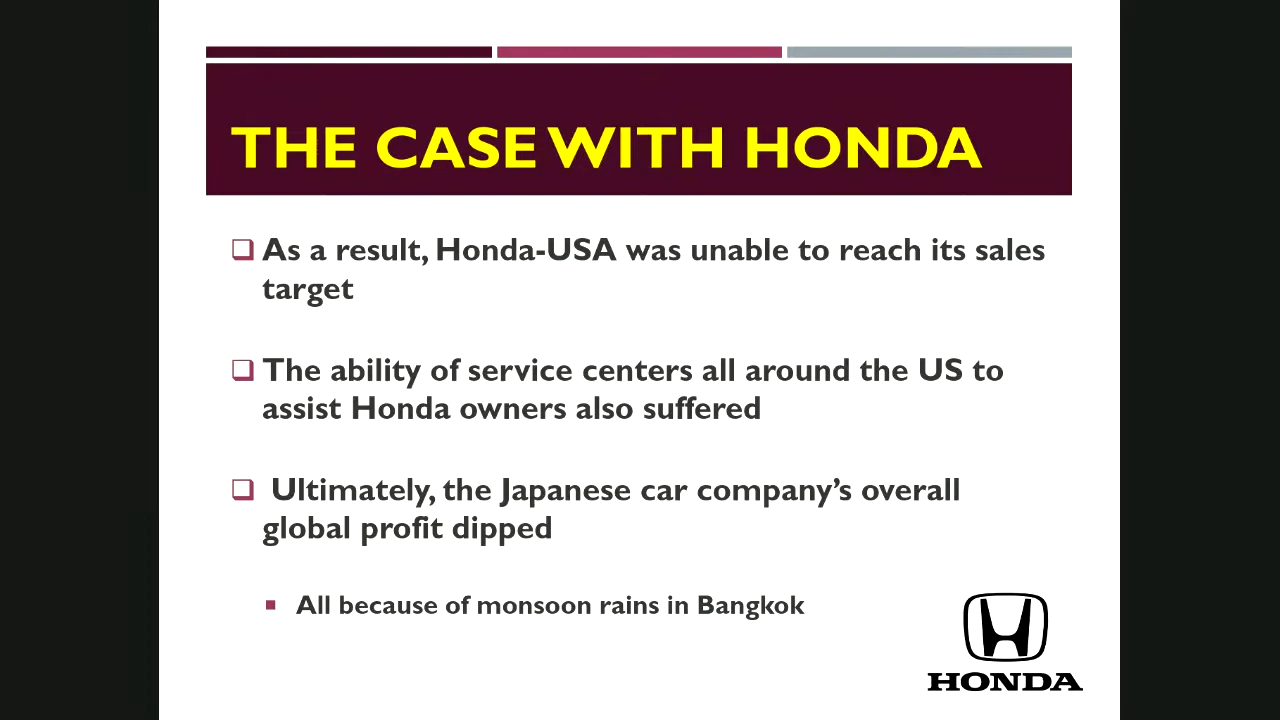 THE CASE WITH HONDA
As a result, Honda-USA was unable to reach its sales
target
The ability of service centers all around the US to
assist Honda owners also suffered
Ultimately, the Japanese car company’s overall
global profit dipped
All because of monsoon rains in Bangkok
HONDA